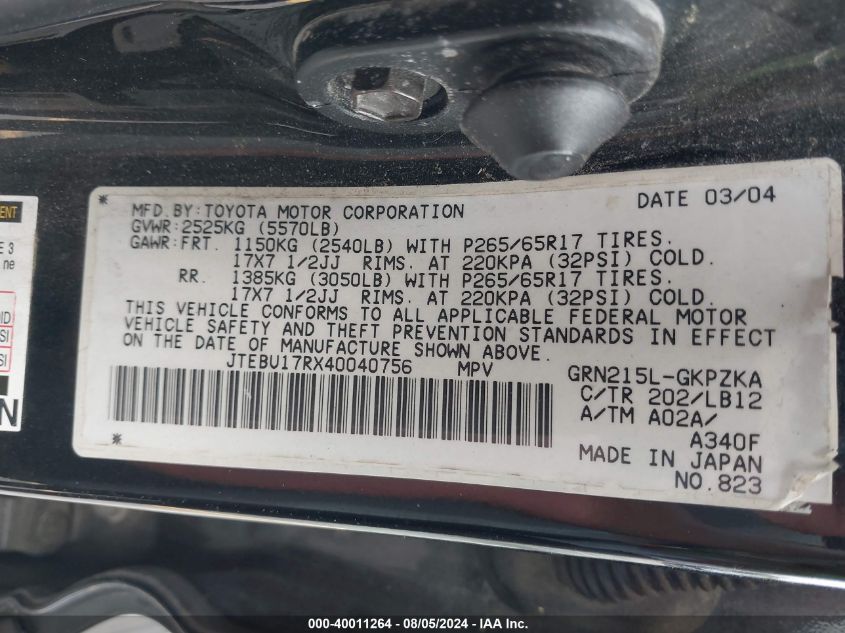 * MFD.BY:TOYOTA MOTOR CORPORATION DATE 03/04
GVWR:2525KG (5570LB)
GAWR:FRT. 1150KG (2540LB) WITH P265/65R17 TIRES.
17X7 1/2JJ RIMS. AT 220KPA (32PSI) COLD.
RR. 1385KG (3050LB) WITH P265/65R17 TIRES.
17X7 1/2JJ RIMS. AT 220KPA (32PSI) COLD.
THIS VEHICLE CONFORMS TO ALL APPLICABLE FEDERAL MOTOR
VEHICLE SAFETY AND THEFT PREVENTION STANDARDS IN EFFECT
ON THE DATE OF MANUFACTURE SHOWN ABOVE.
JTEBU17RX40040756 MPV GRN215L-GKPZKA
C/TR 202/LB12
A/TM A02A/
* A340F
MADE IN JAPAN
NO.823
E 3
ne
N
000-40011264 - 08/05/2024 - IAA Inc.